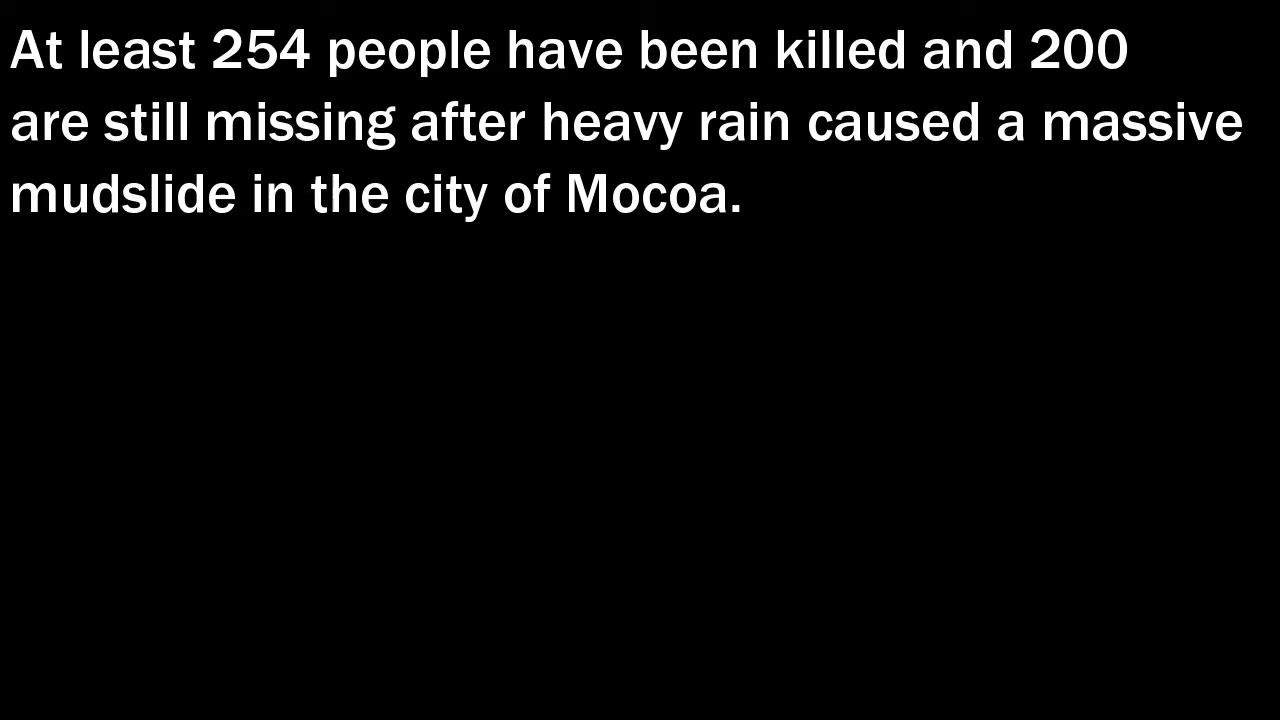 At least 254 people have been killed and 200
are still missing after heavy rain caused a massive
mudslide in the city of Mocoa.